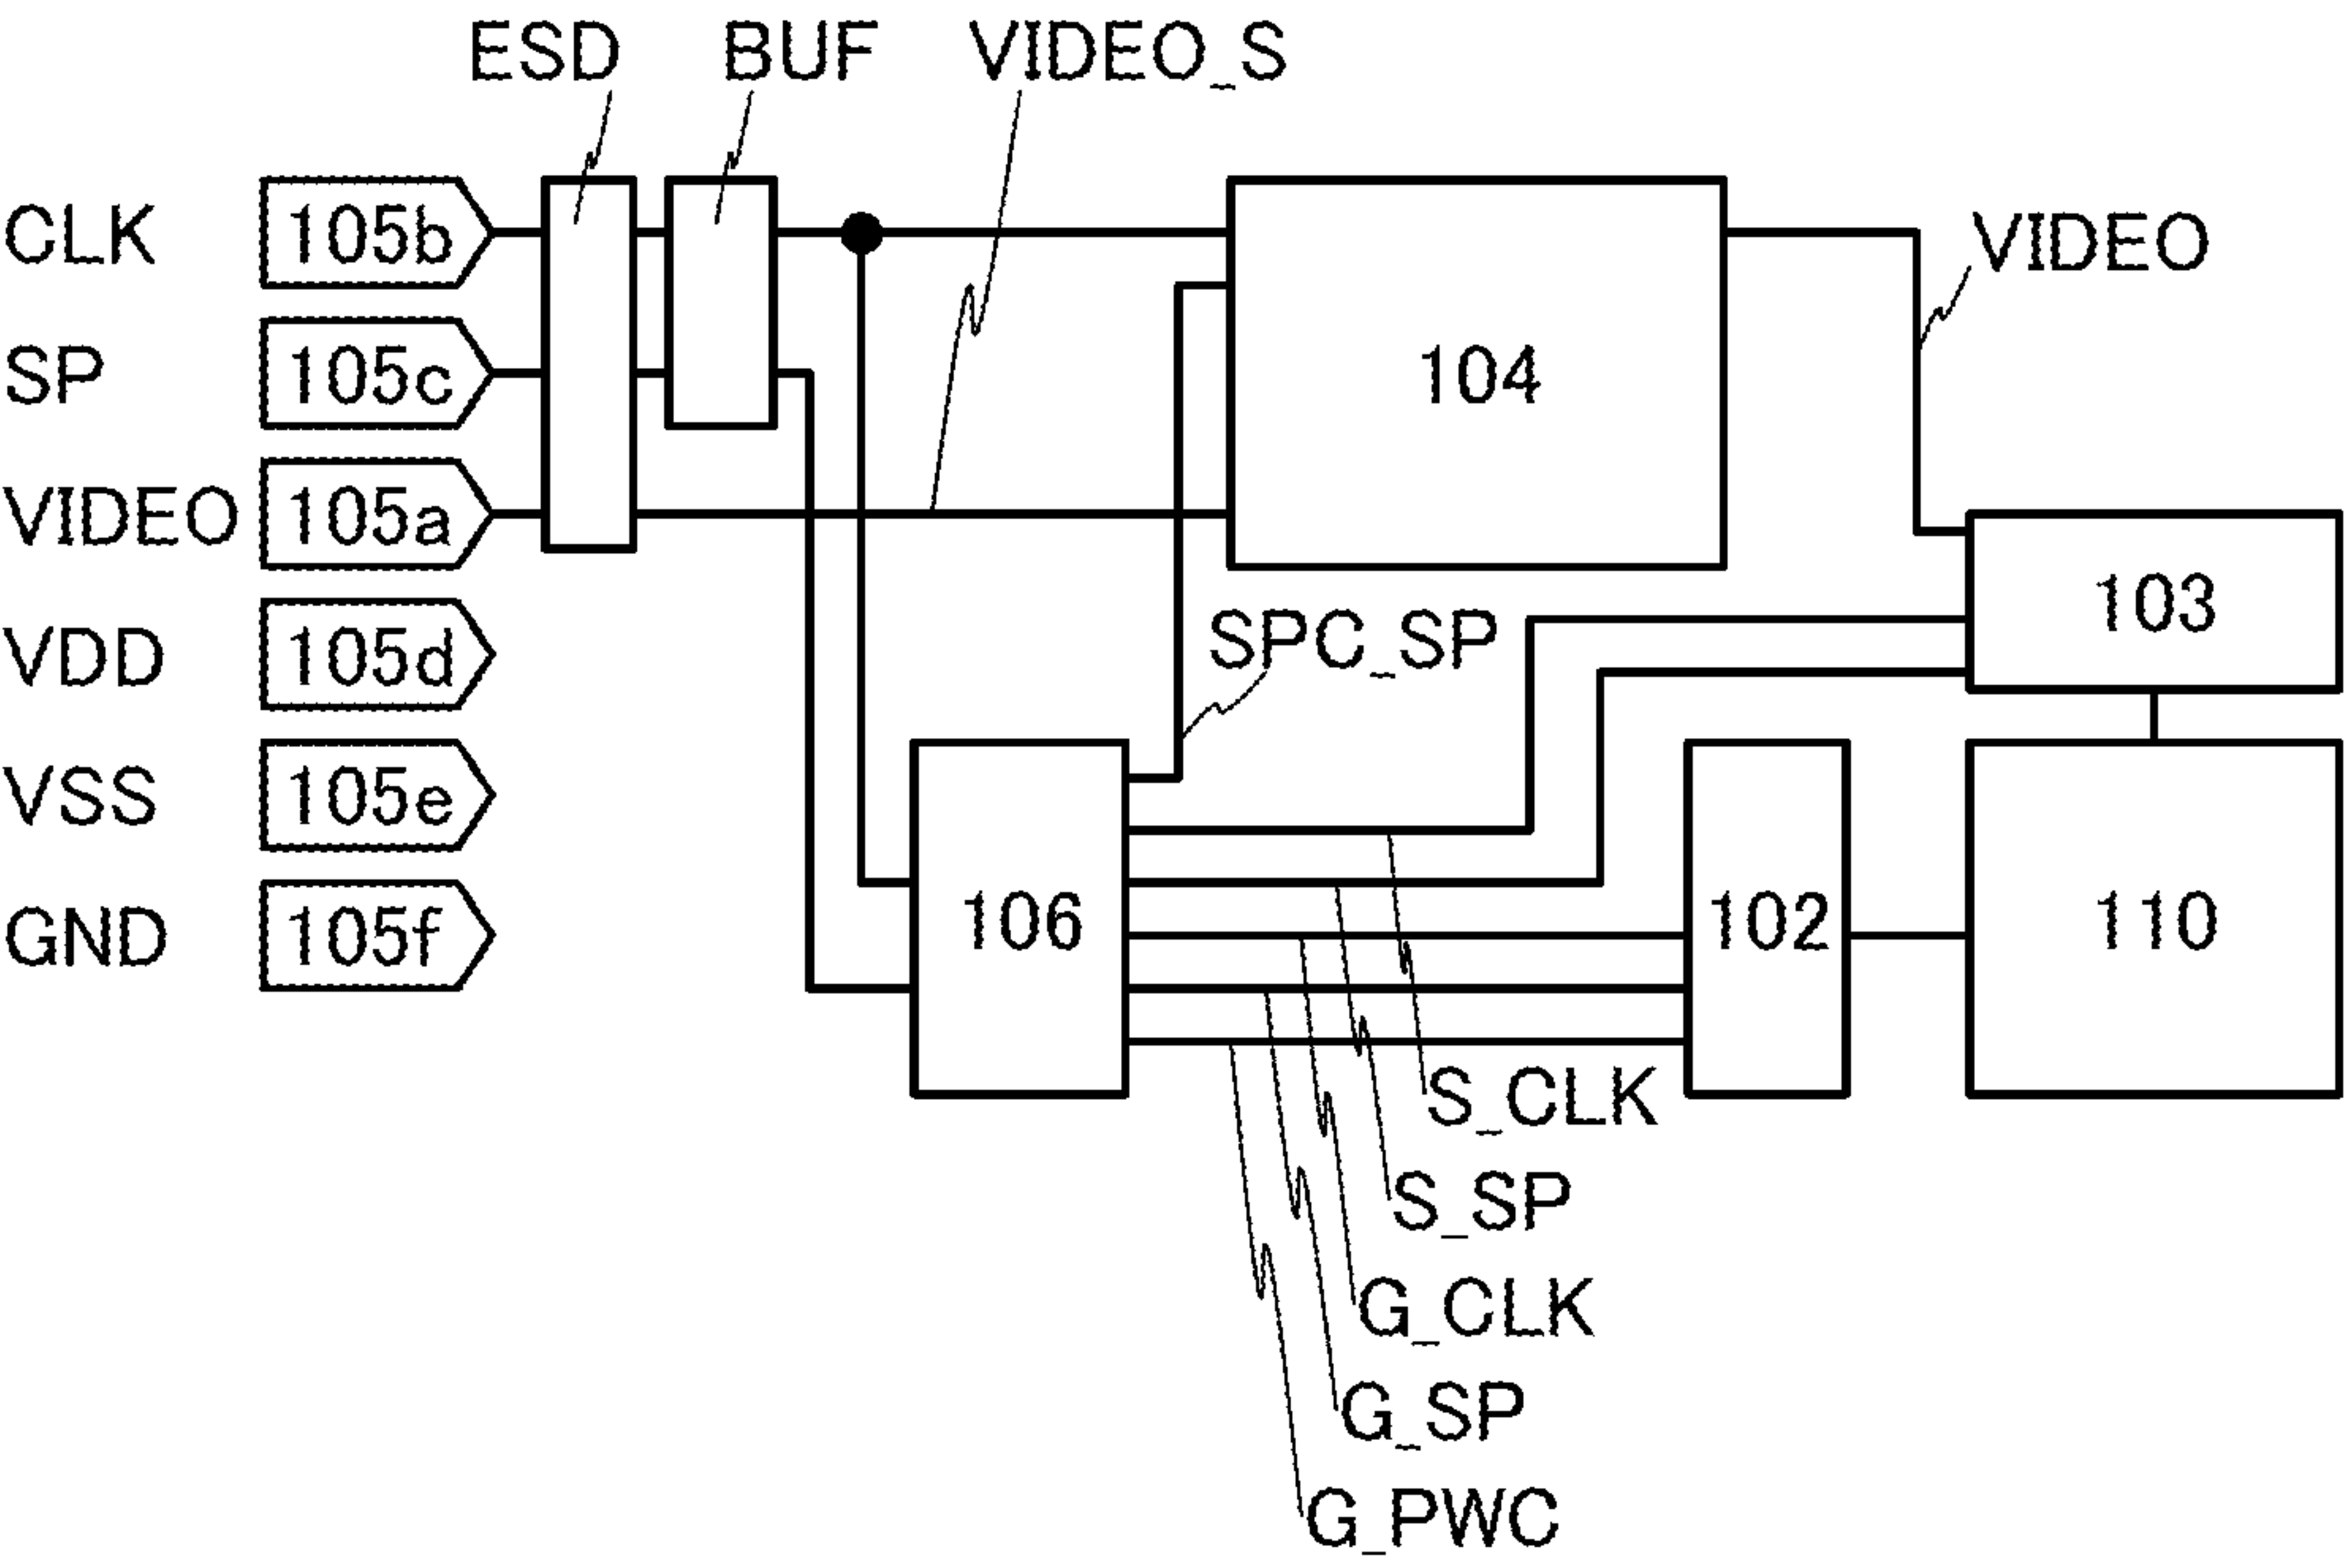 ESD BUF VIDEO_S
CLK 105b VIDEO
SP 105c 104
VIDEO 105a
103
VDD 105d SPC_SP
VSS 105e
GND 105f 106 102 110
S_CLK
S_SP
G_CLK
G_SP
G_PWC